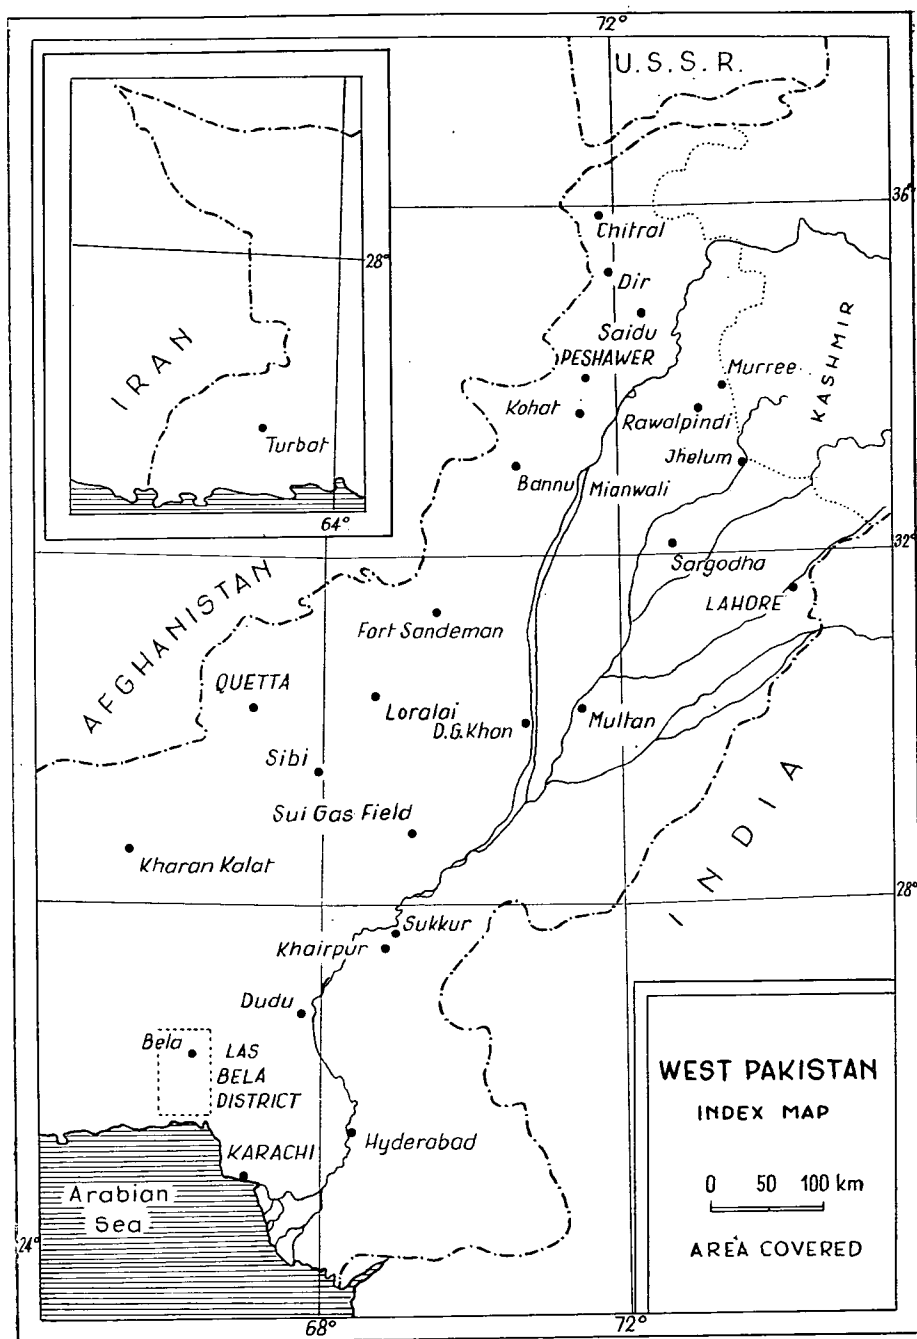 72°
U.S.S.R.
36°
Chitral
28°
Dir
Saidu
PESHAWER
KASHMIR
IRAN
Murree
Kohat
Rawalpindi
Turbat
Jhelum
Bannu
Mianwali
64°
32°
Sargodha
AFGHANISTAN
LAHORE
Fort Sandeman
QUETTA
Loralai
D.G.Khan
Multan
Sibi
INDIA
Sui Gas Field
Kharan Kalat
28°
Sukkur
Khairpur
Dudu
Bela
LAS
BELA
DISTRICT
WEST PAKISTAN
INDEX MAP
KARACHI
Hyderabad
0 50 100 km
Arabian
Sea
24°
AREA COVERED
68°
72°